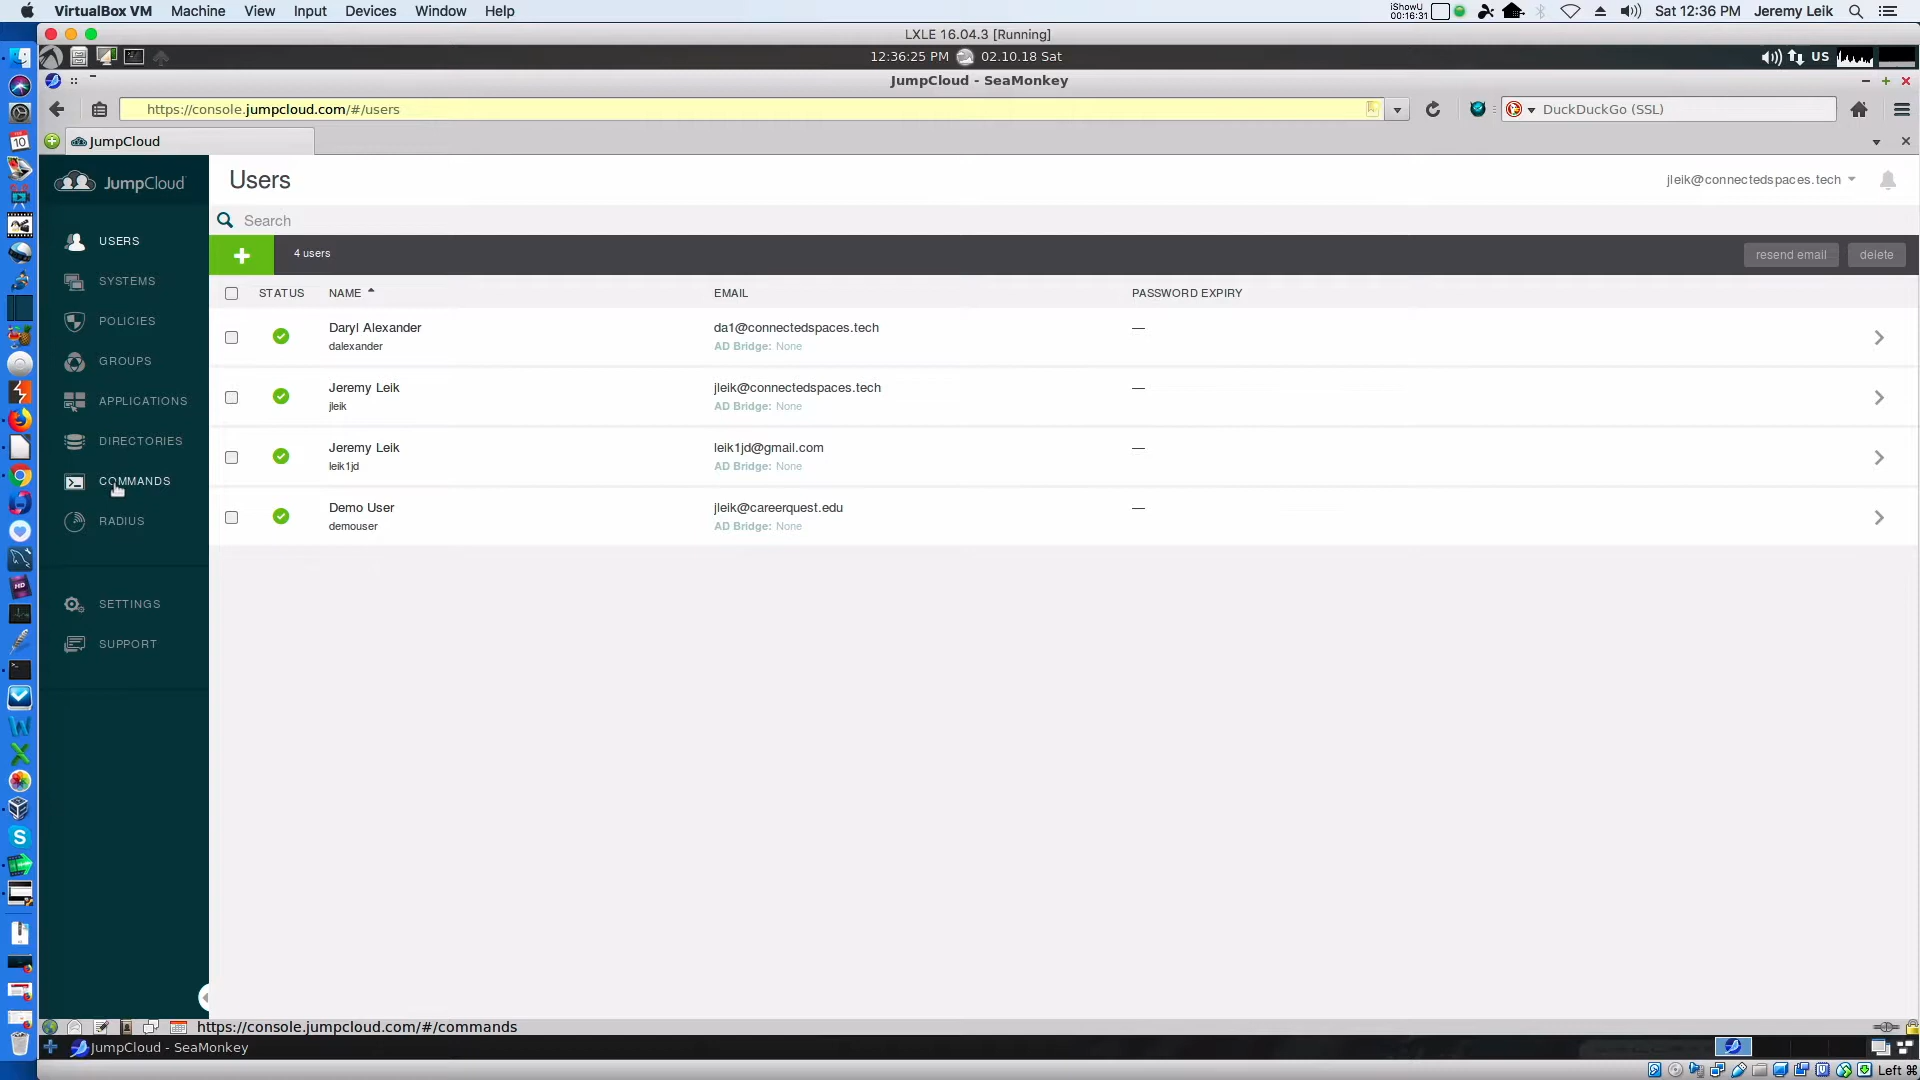 VirtualBox VM Machine View Input Devices Window Help
iShowU
00:16:31
Sat 12:36 PM Jeremy Leik
LXLE 16.04.3 [Running]
12:36:25 PM 02.10.18 Sat
US
JumpCloud - SeaMonkey
https://console.jumpcloud.com/#/users
DuckDuckGo (SSL)
JumpCloud
JumpCloud
Users
jleik@connectedspaces.tech
Search
USERS
SYSTEMS
POLICIES
GROUPS
APPLICATIONS
DIRECTORIES
COMMANDS
RADIUS
SETTINGS
SUPPORT
4 users
resend email
delete
STATUS NAME EMAIL PASSWORD EXPIRY
Daryl Alexander da1@connectedspaces.tech —
dalexander AD Bridge: None
Jeremy Leik jleik@connectedspaces.tech —
jleik AD Bridge: None
Jeremy Leik leik1jd@gmail.com —
leik1jd AD Bridge: None
Demo User jleik@careerquest.edu —
demouser AD Bridge: None
https://console.jumpcloud.com/#/commands
JumpCloud - SeaMonkey
Left ⌘